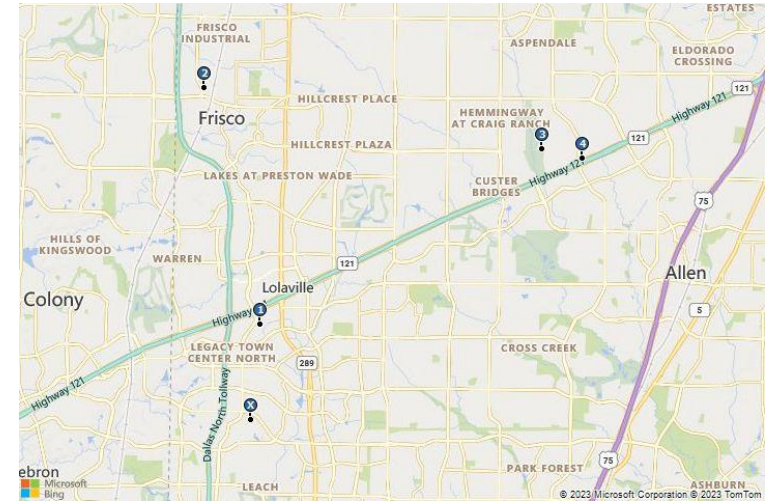 ESTATES
FRISCO
INDUSTRIAL
ASPENDALE
ELDORADO
CROSSING
2
121
121
HILLCREST PLACE
Highway 121
Frisco
HEMMINGWAY
AT CRAIG RANCH
3
4
121
HILLCREST PLAZA
Highway 121
LAKES AT PRESTON WADE
CUSTER
BRIDGES
75
HILLS OF
KINGSWOOD
WARREN
121
Allen
Colony
Lolaville
1
Highway
5
LEGACY TOWN
CENTER NORTH
CROSS CREEK
289
Highway 121
Dallas North Tollway
X
75
ebron
PARK FOREST
Microsoft
Bing
LEACH
ASHBURN
© 2023 Microsoft Corporation © 2023 TomTom